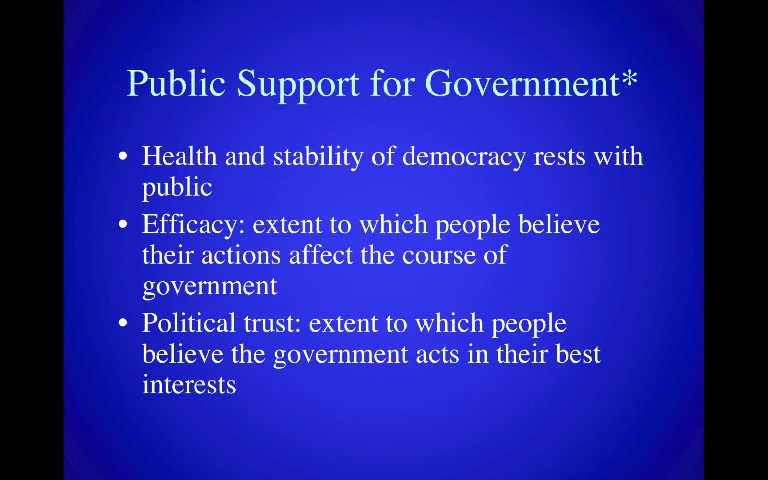 Public Support for Government*
• Health and stability of democracy rests with
public
• Efficacy: extent to which people believe
their actions affect the course of
government
• Political trust: extent to which people
believe the government acts in their best
interests